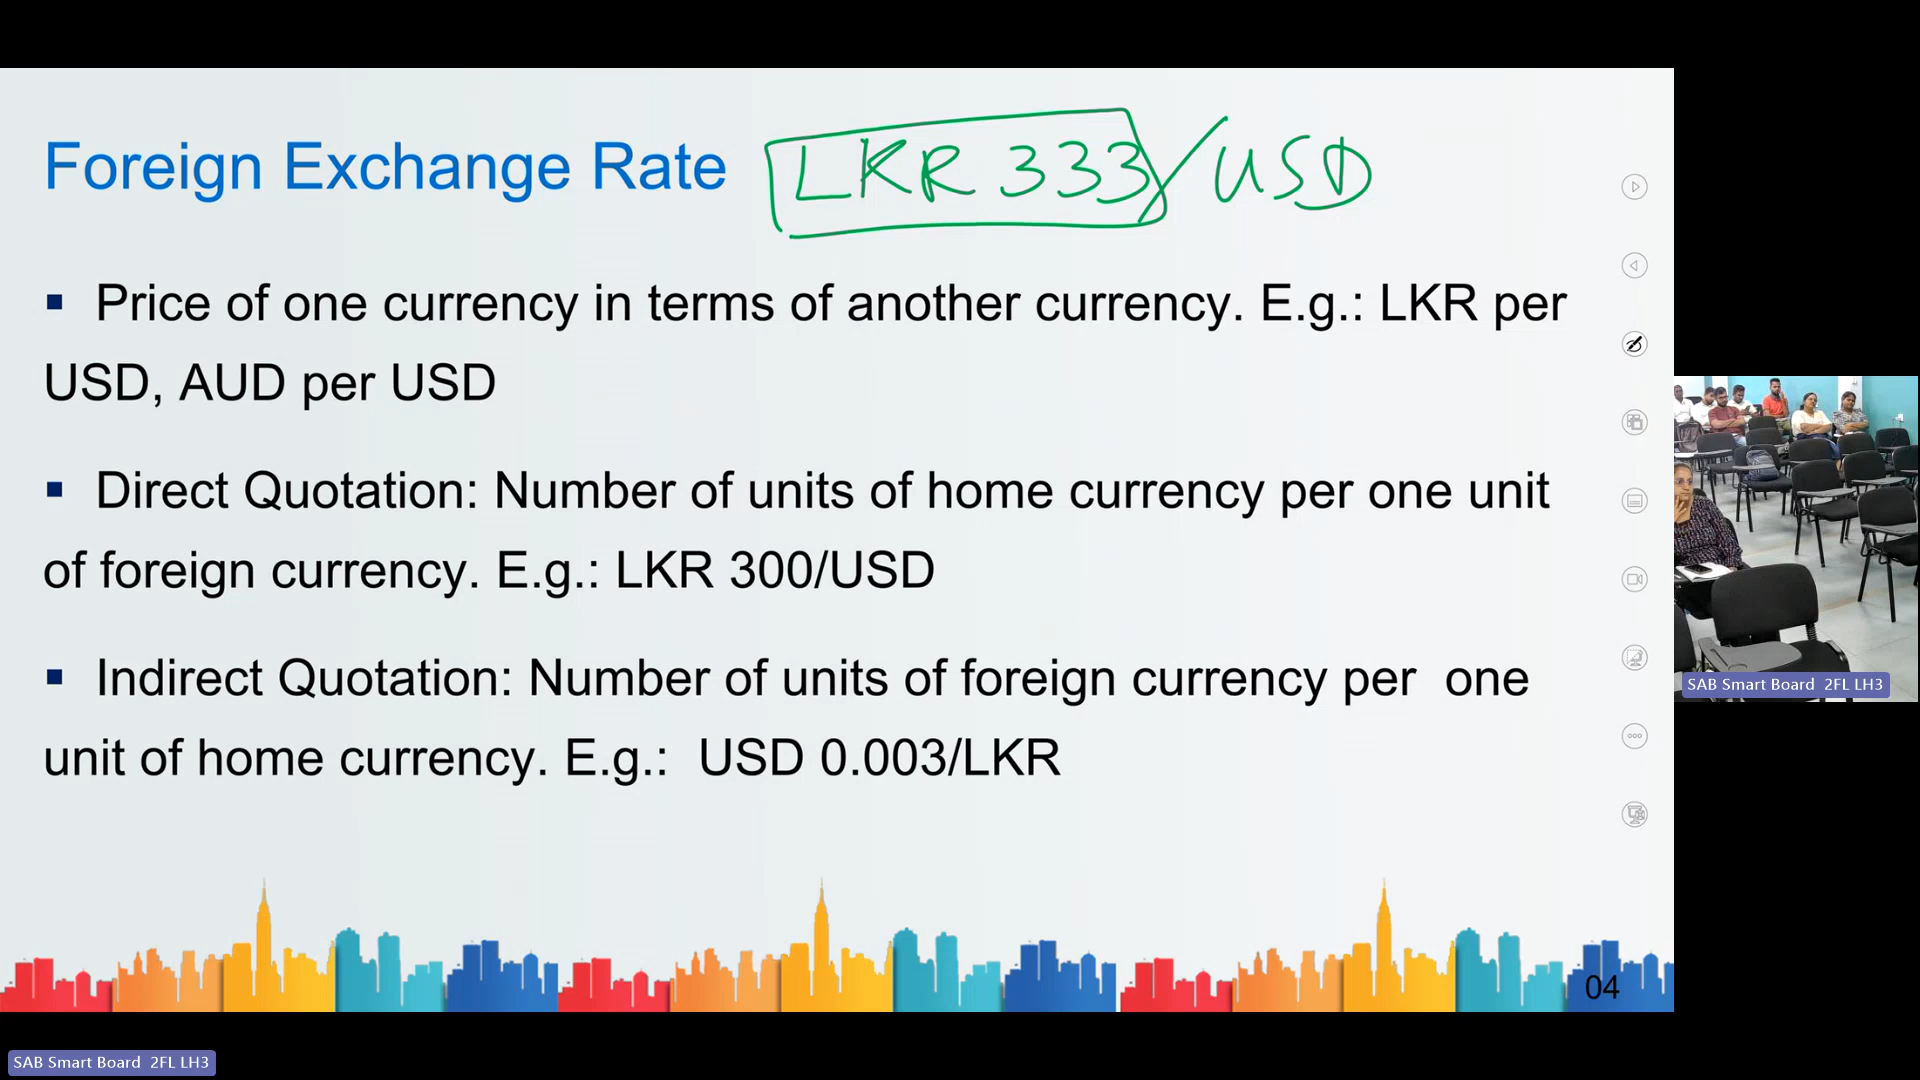 Foreign Exchange Rate LKR 333/USD
▪ Price of one currency in terms of another currency. E.g.: LKR per
USD, AUD per USD
▪ Direct Quotation: Number of units of home currency per one unit
of foreign currency. E.g.: LKR 300/USD
▪ Indirect Quotation: Number of units of foreign currency per one
unit of home currency. E.g.: USD 0.003/LKR
04
SAB Smart Board 2FL LH3
SAB Smart Board 2FL LH3